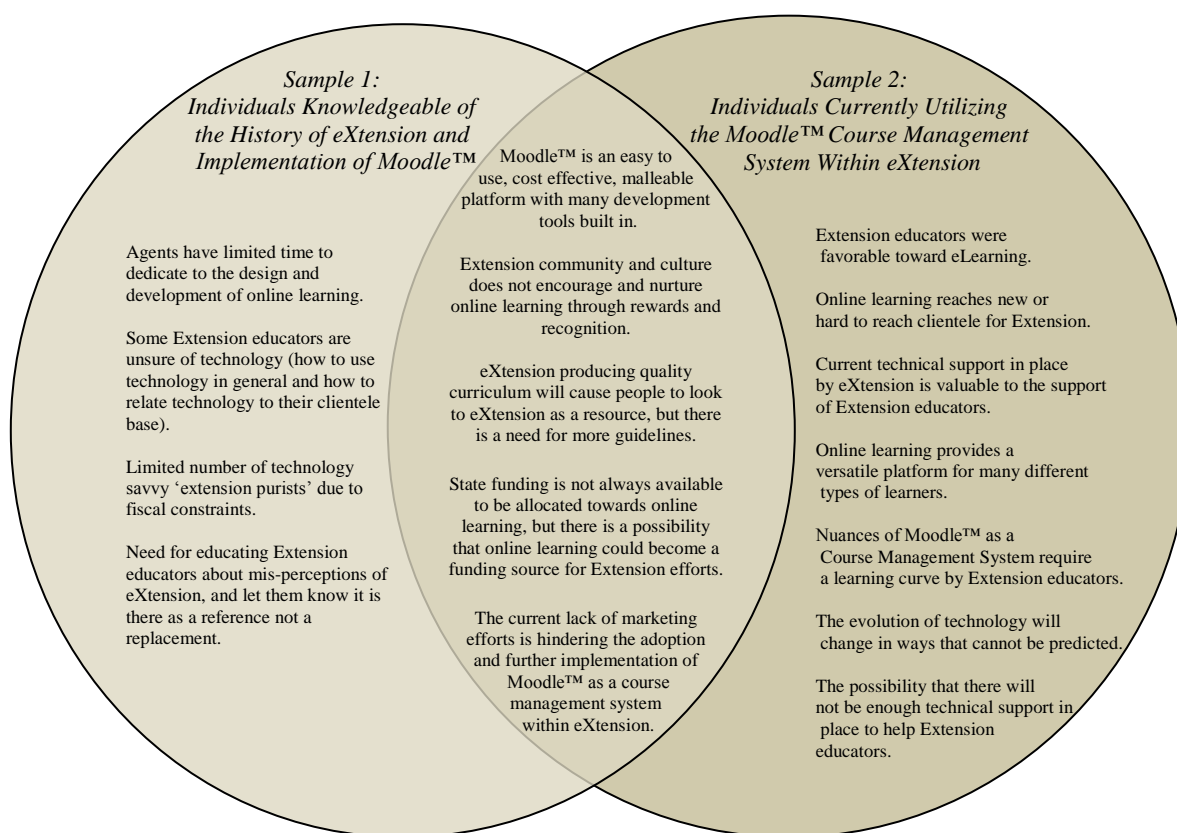 Sample 1:
Individuals Knowledgeable of
the History of eXtension and
Implementation of Moodle™
Agents have limited time to
dedicate to the design and
development of online learning.
Some Extension educators are
unsure of technology (how to use
technology in general and how to
relate technology to their clientele
base).
Limited number of technology
savvy ‘extension purists’ due to
fiscal constraints.
Need for educating Extension
educators about mis-perceptions of
eXtension, and let them know it is
there as a reference not a
replacement.
Moodle™ is an easy to
use, cost effective, malleable
platform with many development
tools built in.
Extension community and culture
does not encourage and nurture
online learning through rewards and
recognition.
eXtension producing quality
curriculum will cause people to look
to eXtension as a resource, but there
is a need for more guidelines.
State funding is not always available
to be allocated towards online
learning, but there is a possibility
that online learning could become a
funding source for Extension efforts.
The current lack of marketing
efforts is hindering the adoption
and further implementation of
Moodle™ as a course
management system
within eXtension.
Sample 2:
Individuals Currently Utilizing
the Moodle™ Course Management
System Within eXtension
Extension educators were
favorable toward eLearning.
Online learning reaches new or
hard to reach clientele for Extension.
Current technical support in place
by eXtension is valuable to the support
of Extension educators.
Online learning provides a
versatile platform for many different
types of learners.
Nuances of Moodle™ as a
Course Management System require
a learning curve by Extension educators.
The evolution of technology will
change in ways that cannot be predicted.
The possibility that there will
not be enough technical support in
place to help Extension
educators.